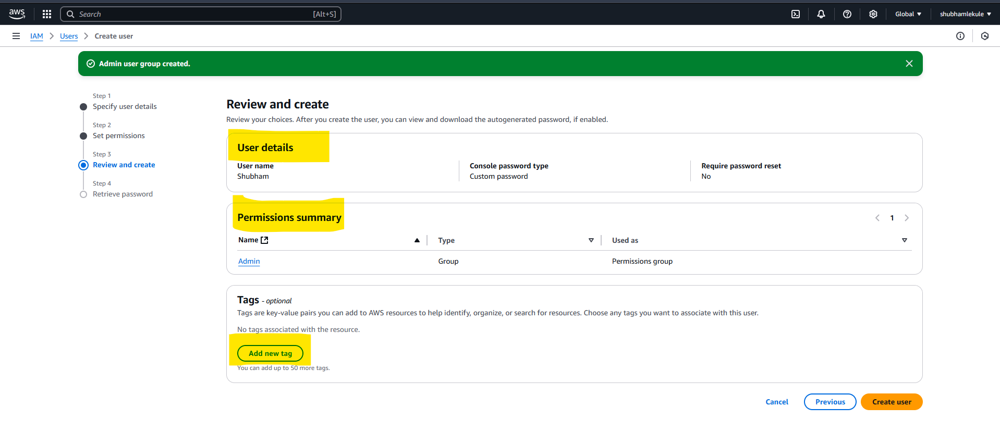 aws
Search [Alt+S]
Global
shubhamlekule
IAM > Users > Create user
Admin user group created.
Step 1
Specify user details
Step 2
Set permissions
Step 3
Review and create
Step 4
Retrieve password
Review and create
Review your choices. After you create the user, you can view and download the autogenerated password, if enabled.
User details
User name
Shubham
Console password type
Custom password
Require password reset
No
Permissions summary
1
Name Type Used as
Admin Group Permissions group
Tags - optional
Tags are key-value pairs you can add to AWS resources to help identify, organize, or search for resources. Choose any tags you want to associate with this user.
No tags associated with the resource.
Add new tag
You can add up to 50 more tags.
Cancel Previous Create user